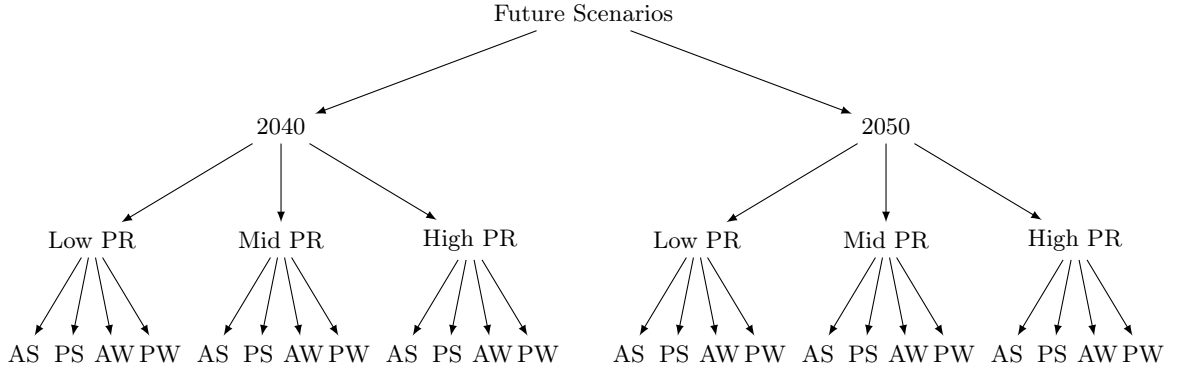 Future Scenarios
2040 2050
Low PR Mid PR High PR Low PR Mid PR High PR
AS PS AW PW AS PS AW PW AS PS AW PW AS PS AW PW AS PS AW PW AS PS AW PW